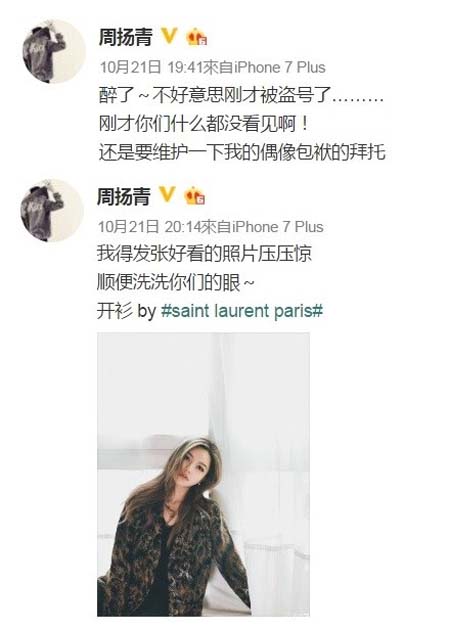 周扬青
10月21日 19:41來自iPhone 7 Plus
醉了～不好意思刚才被盗号了………
刚才你们什么都没看见啊！
还是要维护一下我的偶像包袱的拜托
周扬青
10月21日 20:14來自iPhone 7 Plus
我得发张好看的照片压压惊
顺便洗洗你们的眼～
开衫 by #saint laurent paris#